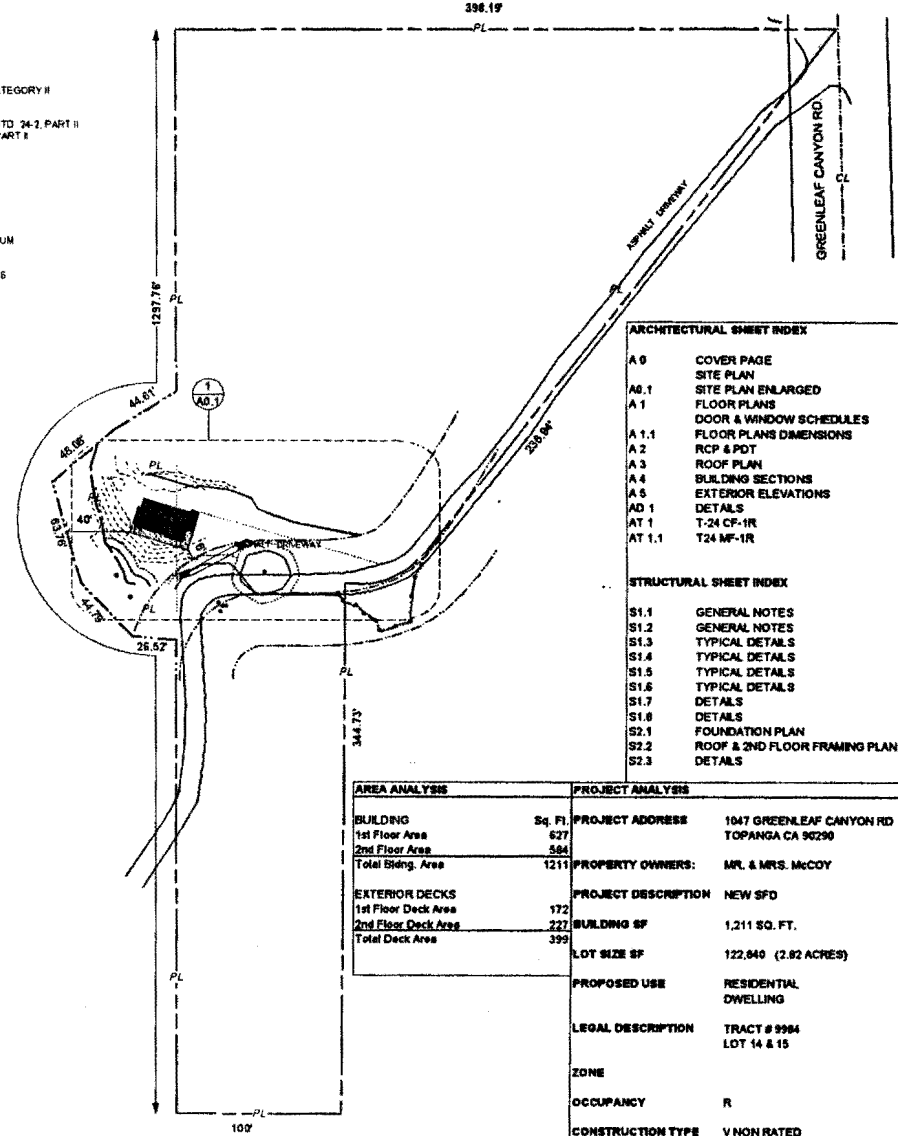 398.19'
PL
TEGORY II
TD 24-2, PART II
PART II
UM
6
GREENLEAF CANYON RD.
CL
ASPHALT DRIVEWAY
PL
1297.76'
PL
1
A0.1
44.61'
48.08'
PL
PL
40'
63.76'
6'
ASPHALT DRIVEWAY
44.79'
PL
26.52'
PL
344.73'
PL
100'
PL
ARCHITECTURAL SHEET INDEX
A 0 COVER PAGE
SITE PLAN
A0.1 SITE PLAN ENLARGED
A 1 FLOOR PLANS
DOOR & WINDOW SCHEDULES
A 1.1 FLOOR PLANS DIMENSIONS
A 2 RCP & PDT
A 3 ROOF PLAN
A 4 BUILDING SECTIONS
A 5 EXTERIOR ELEVATIONS
AD 1 DETAILS
AT 1 T-24 CF-1R
AT 1.1 T24 MF-1R
STRUCTURAL SHEET INDEX
S1.1 GENERAL NOTES
S1.2 GENERAL NOTES
S1.3 TYPICAL DETAILS
S1.4 TYPICAL DETAILS
S1.5 TYPICAL DETAILS
S1.6 TYPICAL DETAILS
S1.7 DETAILS
S1.8 DETAILS
S2.1 FOUNDATION PLAN
S2.2 ROOF & 2ND FLOOR FRAMING PLAN
S2.3 DETAILS
AREA ANALYSIS
BUILDING Sq. Ft.
1st Floor Area 627
2nd Floor Area 584
Total Bldng. Area 1211
EXTERIOR DECKS
1st Floor Deck Area 172
2nd Floor Deck Area 227
Total Deck Area 399
PROJECT ANALYSIS
PROJECT ADDRESS 1047 GREENLEAF CANYON RD
TOPANGA CA 90290
PROPERTY OWNERS: MR. & MRS. McCOY
PROJECT DESCRIPTION NEW SFD
BUILDING SF 1,211 SQ. FT.
LOT SIZE SF 122,840 (2.82 ACRES)
PROPOSED USE RESIDENTIAL
DWELLING
LEGAL DESCRIPTION TRACT # 9984
LOT 14 & 15
ZONE
OCCUPANCY R
CONSTRUCTION TYPE V NON RATED